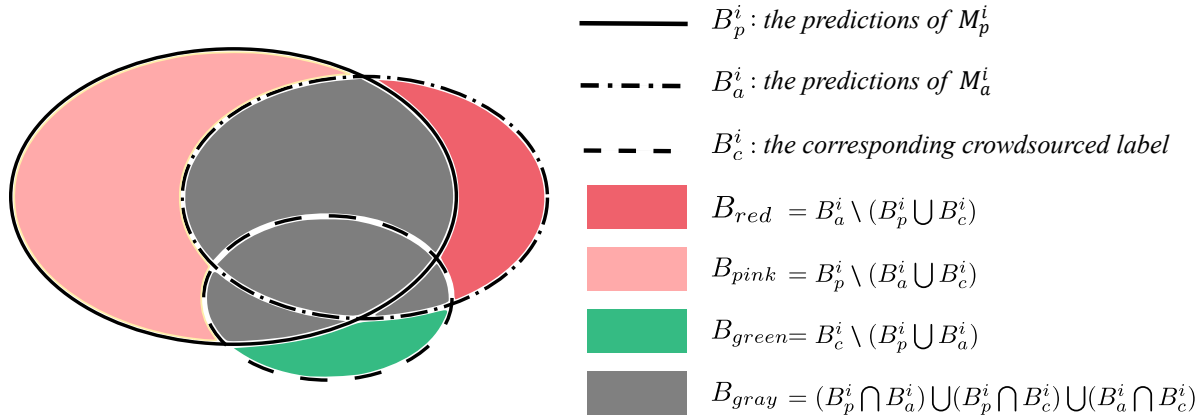 B_p^i : the predictions of M_p^i
B_a^i : the predictions of M_a^i
B_c^i : the corresponding crowdsourced label
B_red = B_a^i \ (B_p^i ⋃ B_c^i)
B_pink = B_p^i \ (B_a^i ⋃ B_c^i)
B_green = B_c^i \ (B_p^i ⋃ B_a^i)
B_gray = (B_p^i ⋂ B_a^i) ⋃ (B_p^i ⋂ B_c^i) ⋃ (B_a^i ⋂ B_c^i)